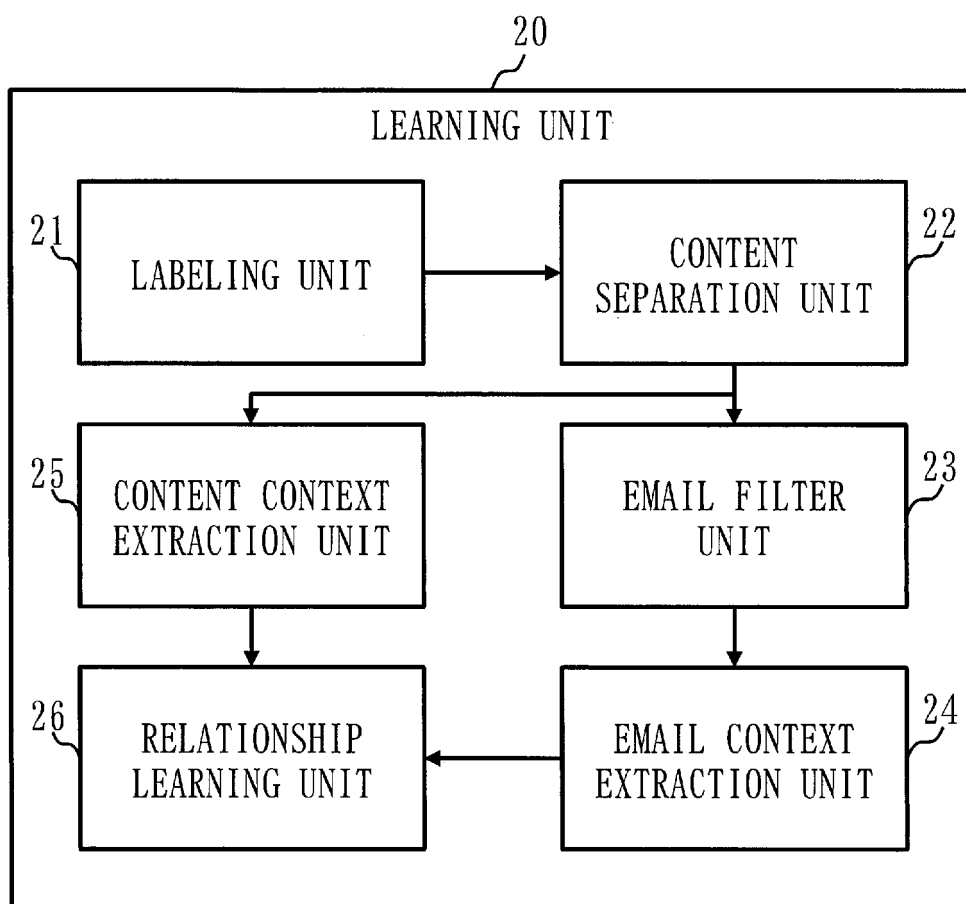 20
LEARNING UNIT
21
LABELING UNIT
22
CONTENT
SEPARATION UNIT
25
CONTENT CONTEXT
EXTRACTION UNIT
23
EMAIL FILTER
UNIT
26
RELATIONSHIP
LEARNING UNIT
24
EMAIL CONTEXT
EXTRACTION UNIT